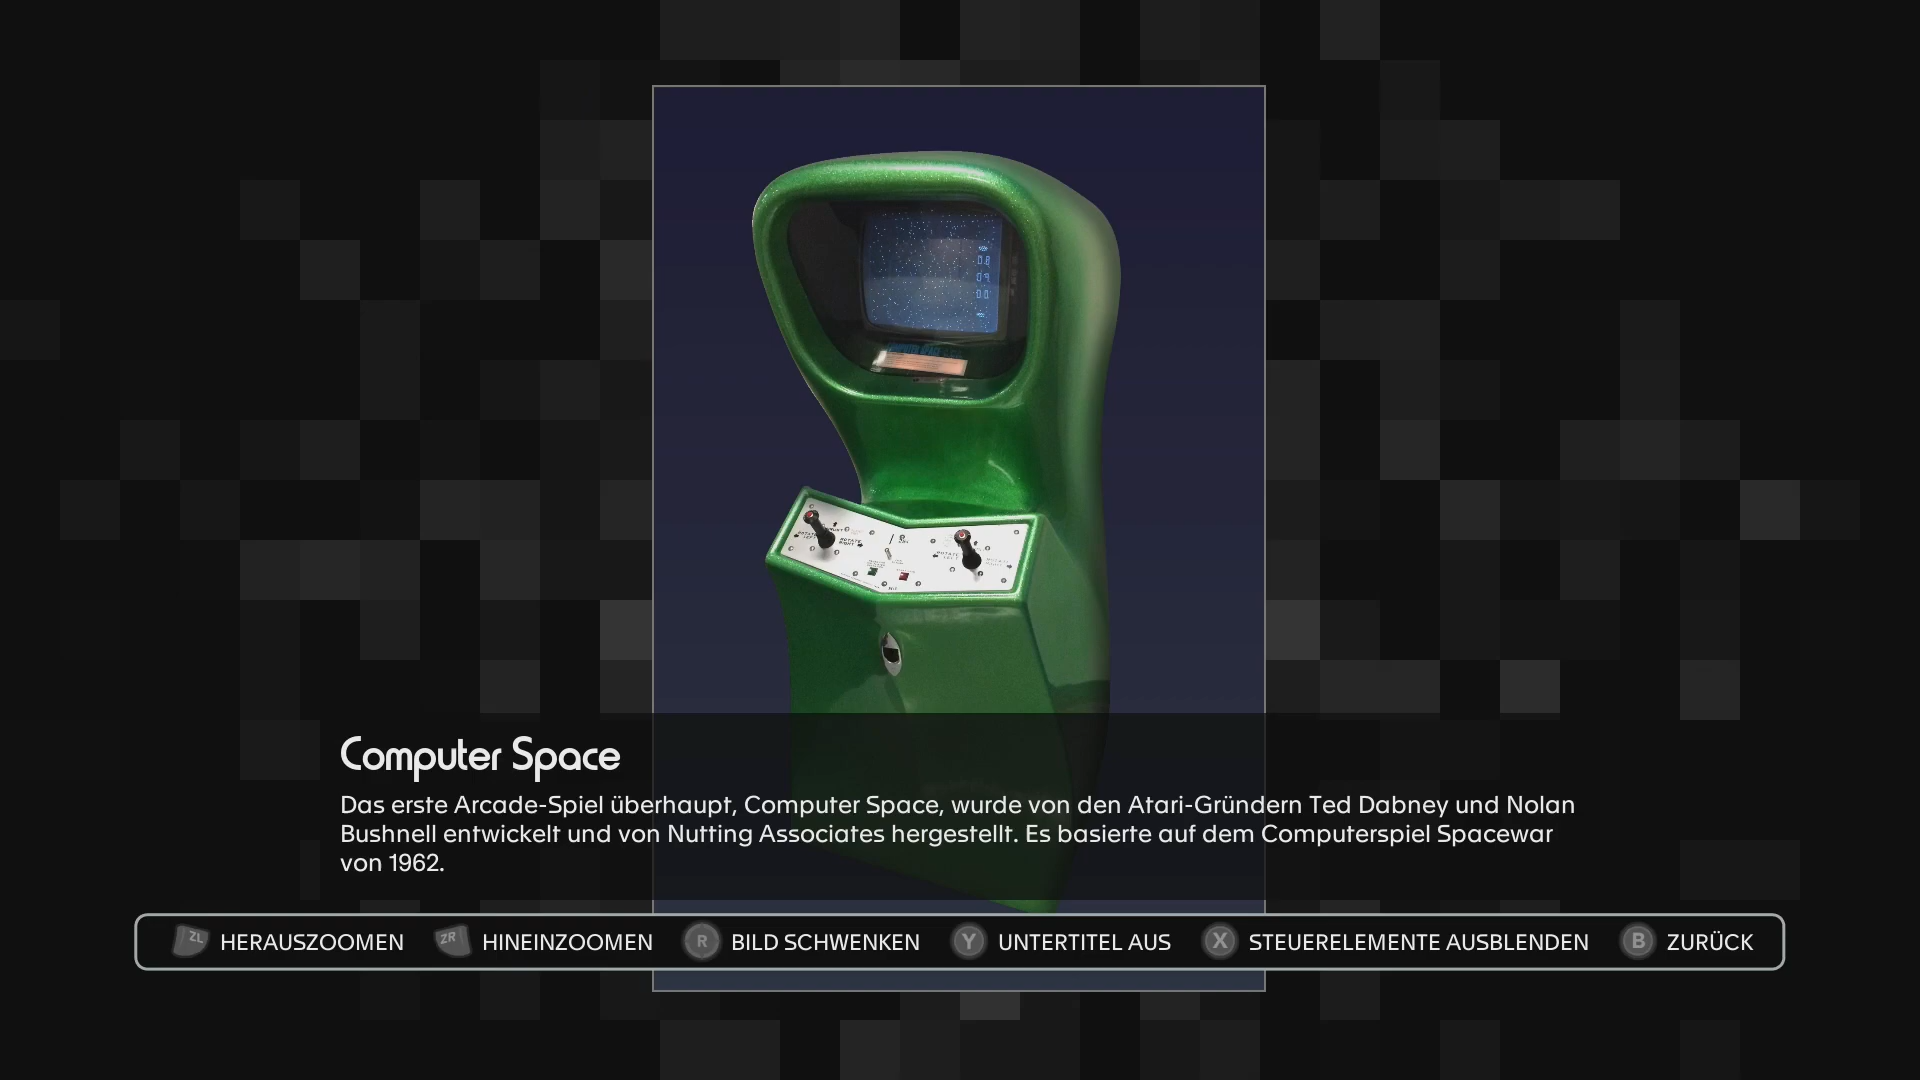 Computer Space
Das erste Arcade-Spiel überhaupt, Computer Space, wurde von den Atari-Gründern Ted Dabney und Nolan
Bushnell entwickelt und von Nutting Associates hergestellt. Es basierte auf dem Computerspiel Spacewar
von 1962.
ZL HERAUSZOOMEN ZR HINEINZOOMEN R BILD SCHWENKEN Y UNTERTITEL AUS X STEUERELEMENTE AUSBLENDEN B ZURÜCK